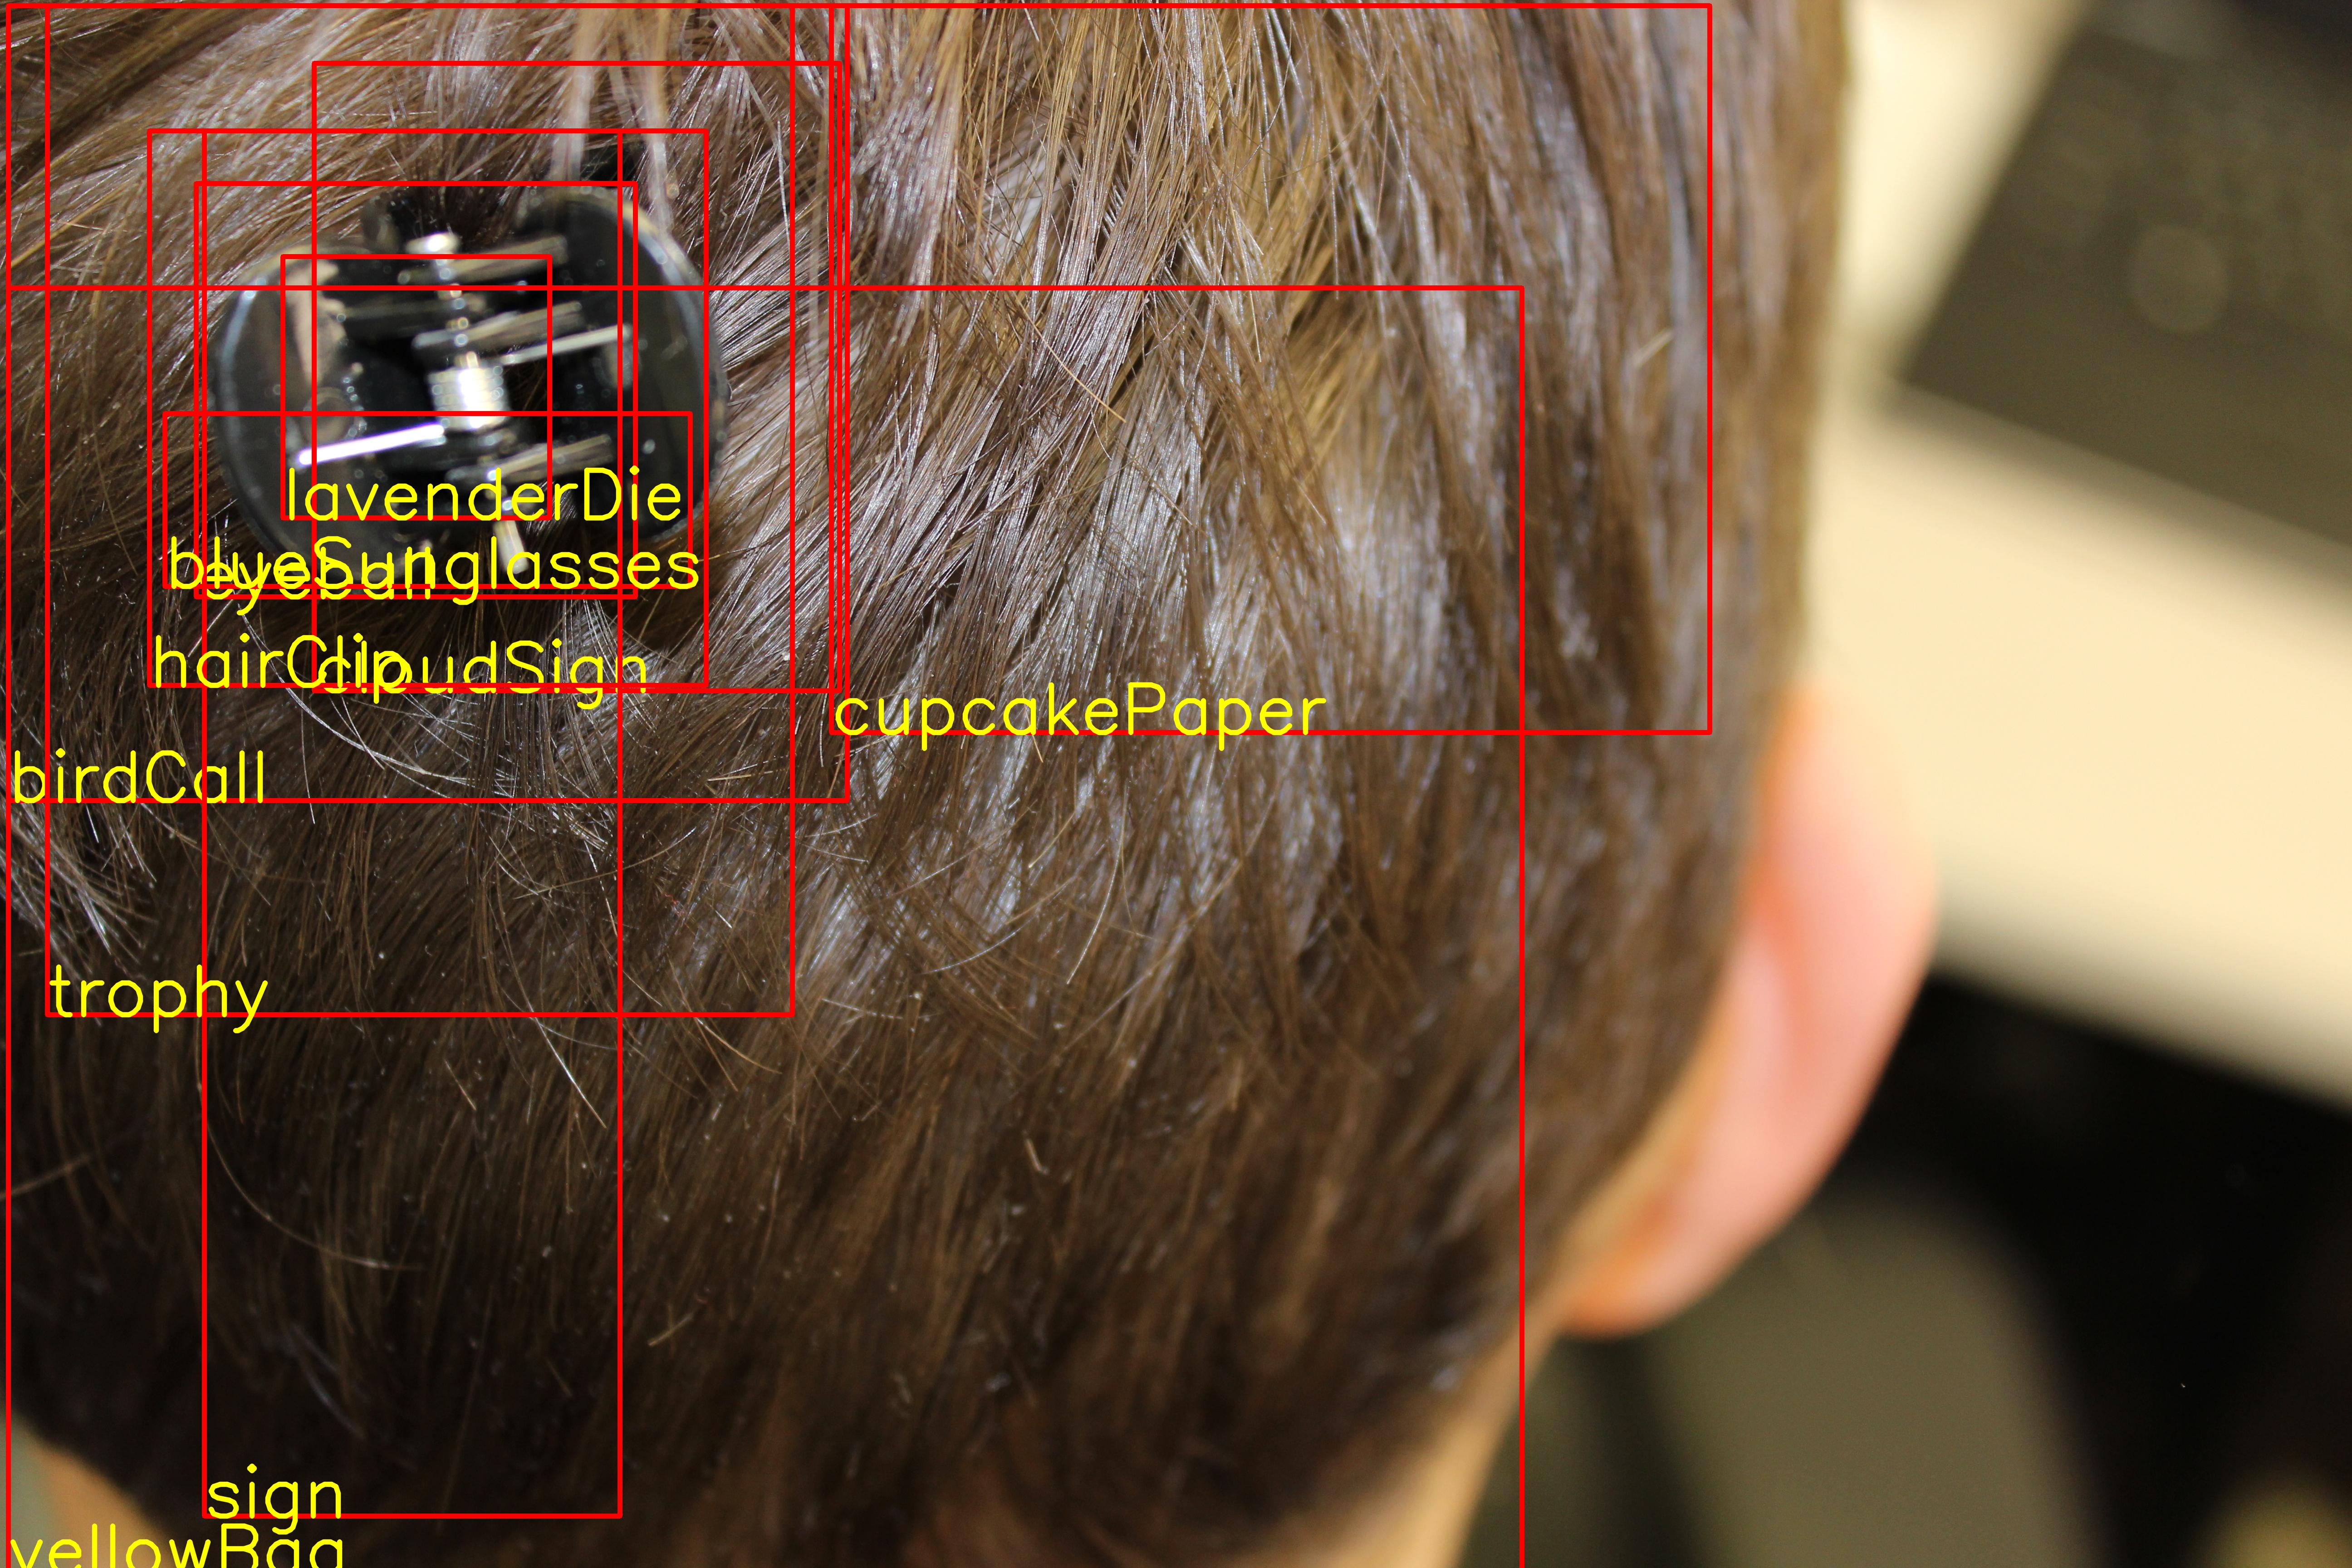 lavenderDie
blueSunglasses
eyeball
hairClip
cloudSign
cupcakePaper
birdCall
trophy
sign
yellowBag